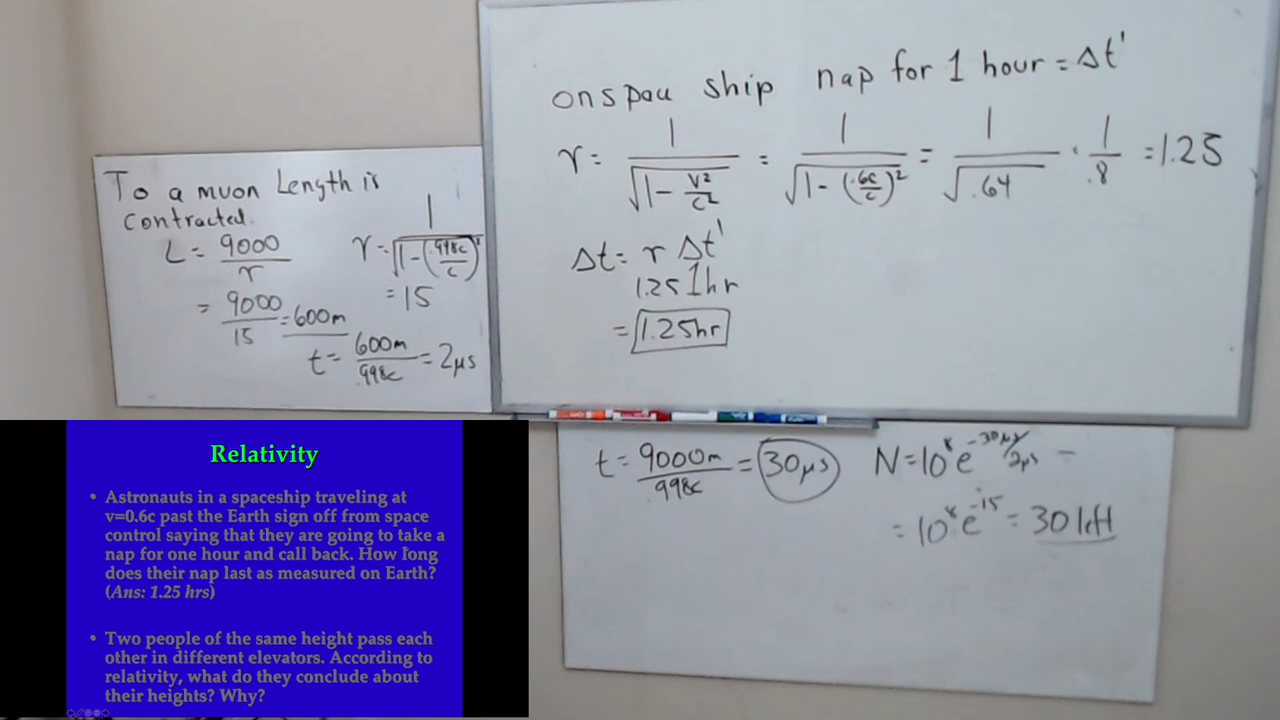 To a muon Length is
contracted.
L = 9000/r
γ = 1/√(1-(.998c/c)²)
= 9000/15 = 600m
= 15
t = 600m/.998c = 2μs
on spau ship nap for 1 hour = Δt'
γ = 1/√(1-v²/c²) = 1/√(1-(.6c/c)²) = 1/√.64 · 1/.8 = 1.25
Δt = r Δt'
1.25 1hr
= 1.25hr
t = 9000m/998c = 30μs
N = 10⁸ e^(-30μs/2μs) =
= 10⁸ e^-15 = 30 left
Relativity
• Astronauts in a spaceship traveling at
v=0.6c past the Earth sign off from space
control saying that they are going to take a
nap for one hour and call back. How long
does their nap last as measured on Earth?
(Ans: 1.25 hrs)
• Two people of the same height pass each
other in different elevators. According to
relativity, what do they conclude about
their heights? Why?